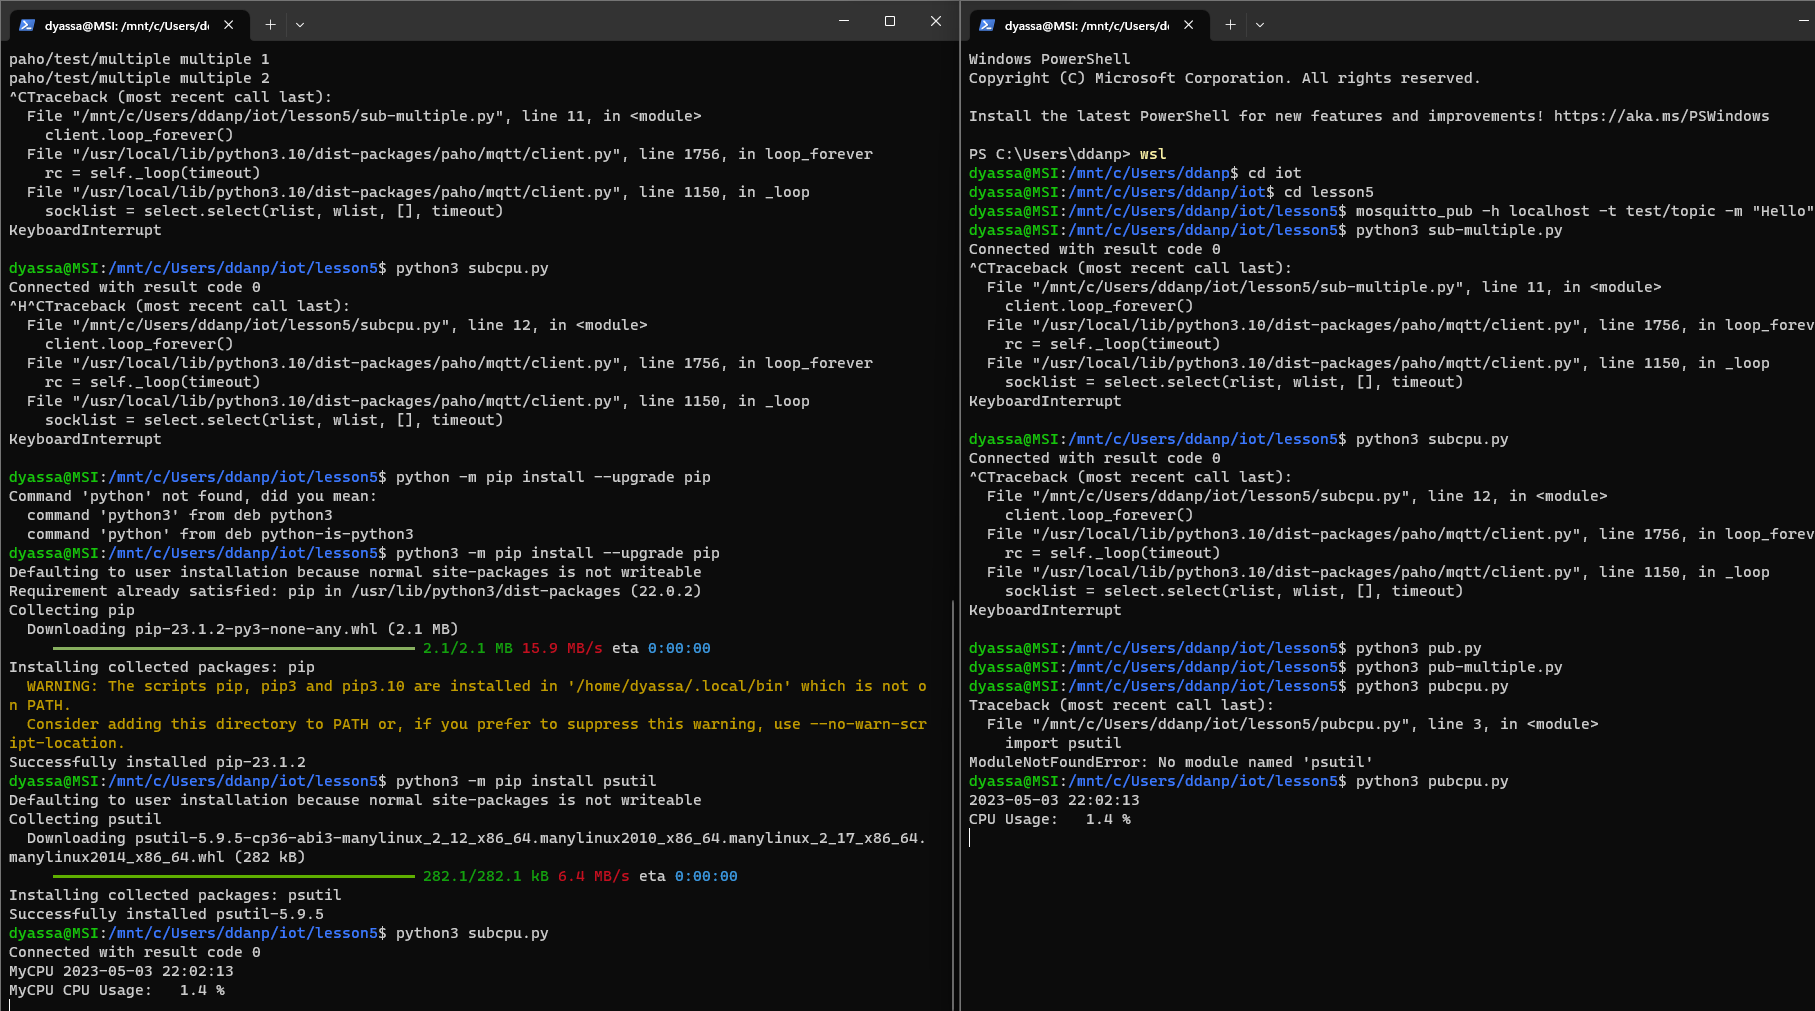 dyassa@MSI: /mnt/c/Users/d
paho/test/multiple multiple 1
paho/test/multiple multiple 2
^CTraceback (most recent call last):
  File "/mnt/c/Users/ddanp/iot/lesson5/sub-multiple.py", line 11, in <module>
    client.loop_forever()
  File "/usr/local/lib/python3.10/dist-packages/paho/mqtt/client.py", line 1756, in loop_forever
    rc = self._loop(timeout)
  File "/usr/local/lib/python3.10/dist-packages/paho/mqtt/client.py", line 1150, in _loop
    socklist = select.select(rlist, wlist, [], timeout)
KeyboardInterrupt
dyassa@MSI:/mnt/c/Users/ddanp/iot/lesson5$ python3 subcpu.py
Connected with result code 0
^H^CTraceback (most recent call last):
  File "/mnt/c/Users/ddanp/iot/lesson5/subcpu.py", line 12, in <module>
    client.loop_forever()
  File "/usr/local/lib/python3.10/dist-packages/paho/mqtt/client.py", line 1756, in loop_forever
    rc = self._loop(timeout)
  File "/usr/local/lib/python3.10/dist-packages/paho/mqtt/client.py", line 1150, in _loop
    socklist = select.select(rlist, wlist, [], timeout)
KeyboardInterrupt
dyassa@MSI:/mnt/c/Users/ddanp/iot/lesson5$ python -m pip install --upgrade pip
Command 'python' not found, did you mean:
  command 'python3' from deb python3
  command 'python' from deb python-is-python3
dyassa@MSI:/mnt/c/Users/ddanp/iot/lesson5$ python3 -m pip install --upgrade pip
Defaulting to user installation because normal site-packages is not writeable
Requirement already satisfied: pip in /usr/lib/python3/dist-packages (22.0.2)
Collecting pip
  Downloading pip-23.1.2-py3-none-any.whl (2.1 MB)
2.1/2.1 MB 15.9 MB/s eta 0:00:00
Installing collected packages: pip
  WARNING: The scripts pip, pip3 and pip3.10 are installed in '/home/dyassa/.local/bin' which is not o
n PATH.
  Consider adding this directory to PATH or, if you prefer to suppress this warning, use --no-warn-scr
ipt-location.
Successfully installed pip-23.1.2
dyassa@MSI:/mnt/c/Users/ddanp/iot/lesson5$ python3 -m pip install psutil
Defaulting to user installation because normal site-packages is not writeable
Collecting psutil
  Downloading psutil-5.9.5-cp36-abi3-manylinux_2_12_x86_64.manylinux2010_x86_64.manylinux_2_17_x86_64.
manylinux2014_x86_64.whl (282 kB)
282.1/282.1 kB 6.4 MB/s eta 0:00:00
Installing collected packages: psutil
Successfully installed psutil-5.9.5
dyassa@MSI:/mnt/c/Users/ddanp/iot/lesson5$ python3 subcpu.py
Connected with result code 0
MyCPU 2023-05-03 22:02:13
MyCPU CPU Usage:   1.4 %
dyassa@MSI: /mnt/c/Users/d
Windows PowerShell
Copyright (C) Microsoft Corporation. All rights reserved.
Install the latest PowerShell for new features and improvements! https://aka.ms/PSWindows
PS C:\Users\ddanp> wsl
dyassa@MSI:/mnt/c/Users/ddanp$ cd iot
dyassa@MSI:/mnt/c/Users/ddanp/iot$ cd lesson5
dyassa@MSI:/mnt/c/Users/ddanp/iot/lesson5$ mosquitto_pub -h localhost -t test/topic -m "Hello"
dyassa@MSI:/mnt/c/Users/ddanp/iot/lesson5$ python3 sub-multiple.py
Connected with result code 0
^CTraceback (most recent call last):
  File "/mnt/c/Users/ddanp/iot/lesson5/sub-multiple.py", line 11, in <module>
    client.loop_forever()
  File "/usr/local/lib/python3.10/dist-packages/paho/mqtt/client.py", line 1756, in loop_forev
    rc = self._loop(timeout)
  File "/usr/local/lib/python3.10/dist-packages/paho/mqtt/client.py", line 1150, in _loop
    socklist = select.select(rlist, wlist, [], timeout)
KeyboardInterrupt
dyassa@MSI:/mnt/c/Users/ddanp/iot/lesson5$ python3 subcpu.py
Connected with result code 0
^CTraceback (most recent call last):
  File "/mnt/c/Users/ddanp/iot/lesson5/subcpu.py", line 12, in <module>
    client.loop_forever()
  File "/usr/local/lib/python3.10/dist-packages/paho/mqtt/client.py", line 1756, in loop_forev
    rc = self._loop(timeout)
  File "/usr/local/lib/python3.10/dist-packages/paho/mqtt/client.py", line 1150, in _loop
    socklist = select.select(rlist, wlist, [], timeout)
KeyboardInterrupt
dyassa@MSI:/mnt/c/Users/ddanp/iot/lesson5$ python3 pub.py
dyassa@MSI:/mnt/c/Users/ddanp/iot/lesson5$ python3 pub-multiple.py
dyassa@MSI:/mnt/c/Users/ddanp/iot/lesson5$ python3 pubcpu.py
Traceback (most recent call last):
  File "/mnt/c/Users/ddanp/iot/lesson5/pubcpu.py", line 3, in <module>
    import psutil
ModuleNotFoundError: No module named 'psutil'
dyassa@MSI:/mnt/c/Users/ddanp/iot/lesson5$ python3 pubcpu.py
2023-05-03 22:02:13
CPU Usage:   1.4 %